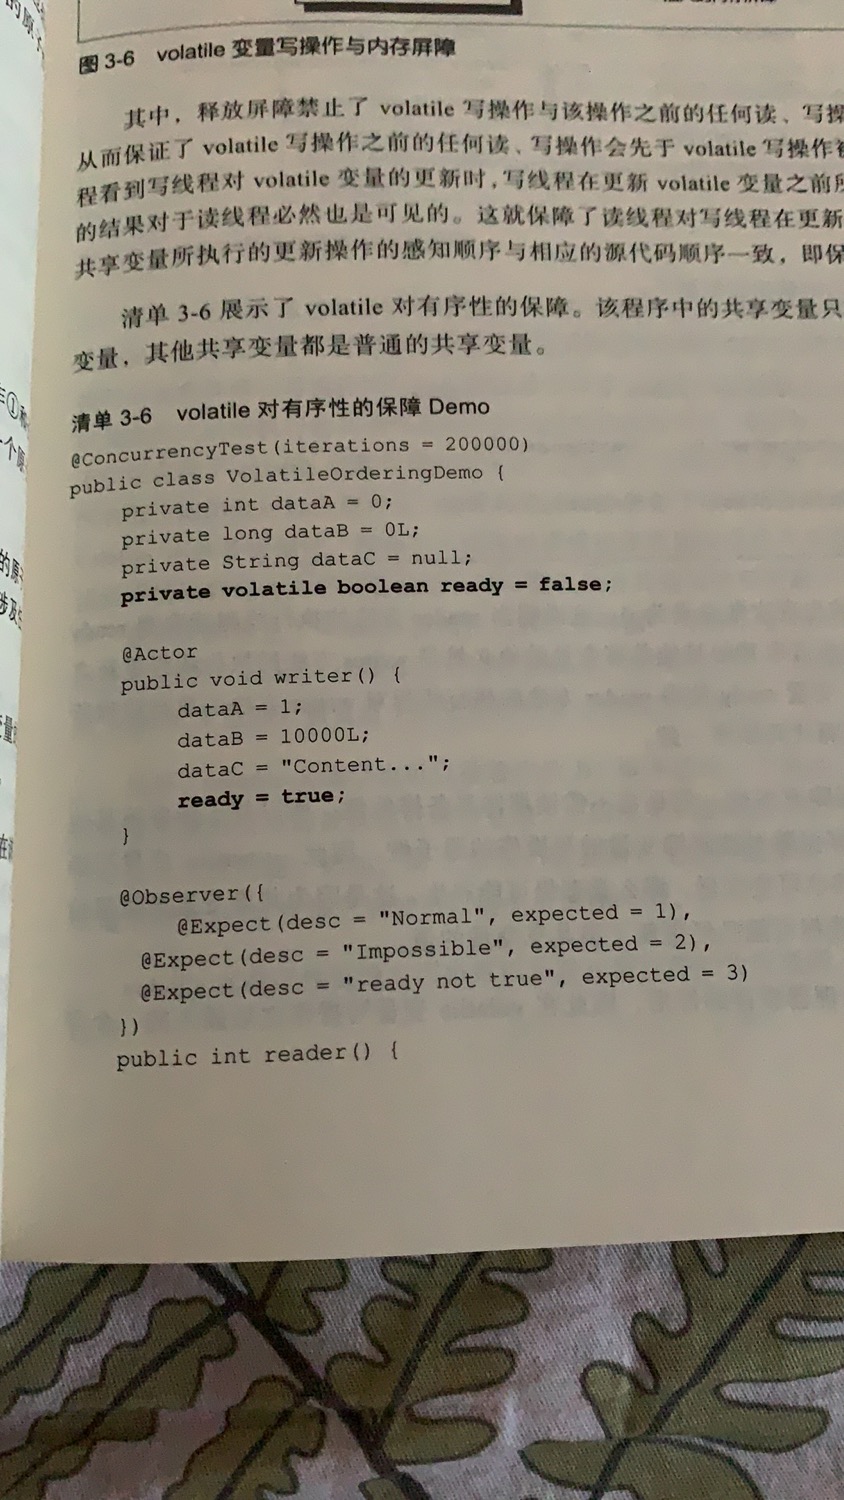 图 3-6 volatile 变量写操作与内存屏障
其中，释放屏障禁止了 volatile 写操作与该操作之前的任何读、写操
从而保证了 volatile 写操作之前的任何读、写操作会先于 volatile 写操作被
程看到写线程对 volatile 变量的更新时，写线程在更新 volatile 变量之前所
的结果对于读线程必然也是可见的。这就保障了读线程对写线程在更新
共享变量所执行的更新操作的感知顺序与相应的源代码顺序一致，即保
清单 3-6 展示了 volatile 对有序性的保障。该程序中的共享变量只
变量，其他共享变量都是普通的共享变量。
清单 3-6 volatile 对有序性的保障 Demo
@ConcurrencyTest(iterations = 200000)
public class VolatileOrderingDemo {
private int dataA = 0;
private long dataB = 0L;
private String dataC = null;
private volatile boolean ready = false;
@Actor
public void writer() {
dataA = 1;
dataB = 10000L;
dataC = "Content...";
ready = true;
}
@Observer({
@Expect(desc = "Normal", expected = 1),
@Expect(desc = "Impossible", expected = 2),
@Expect(desc = "ready not true", expected = 3)
})
public int reader() {